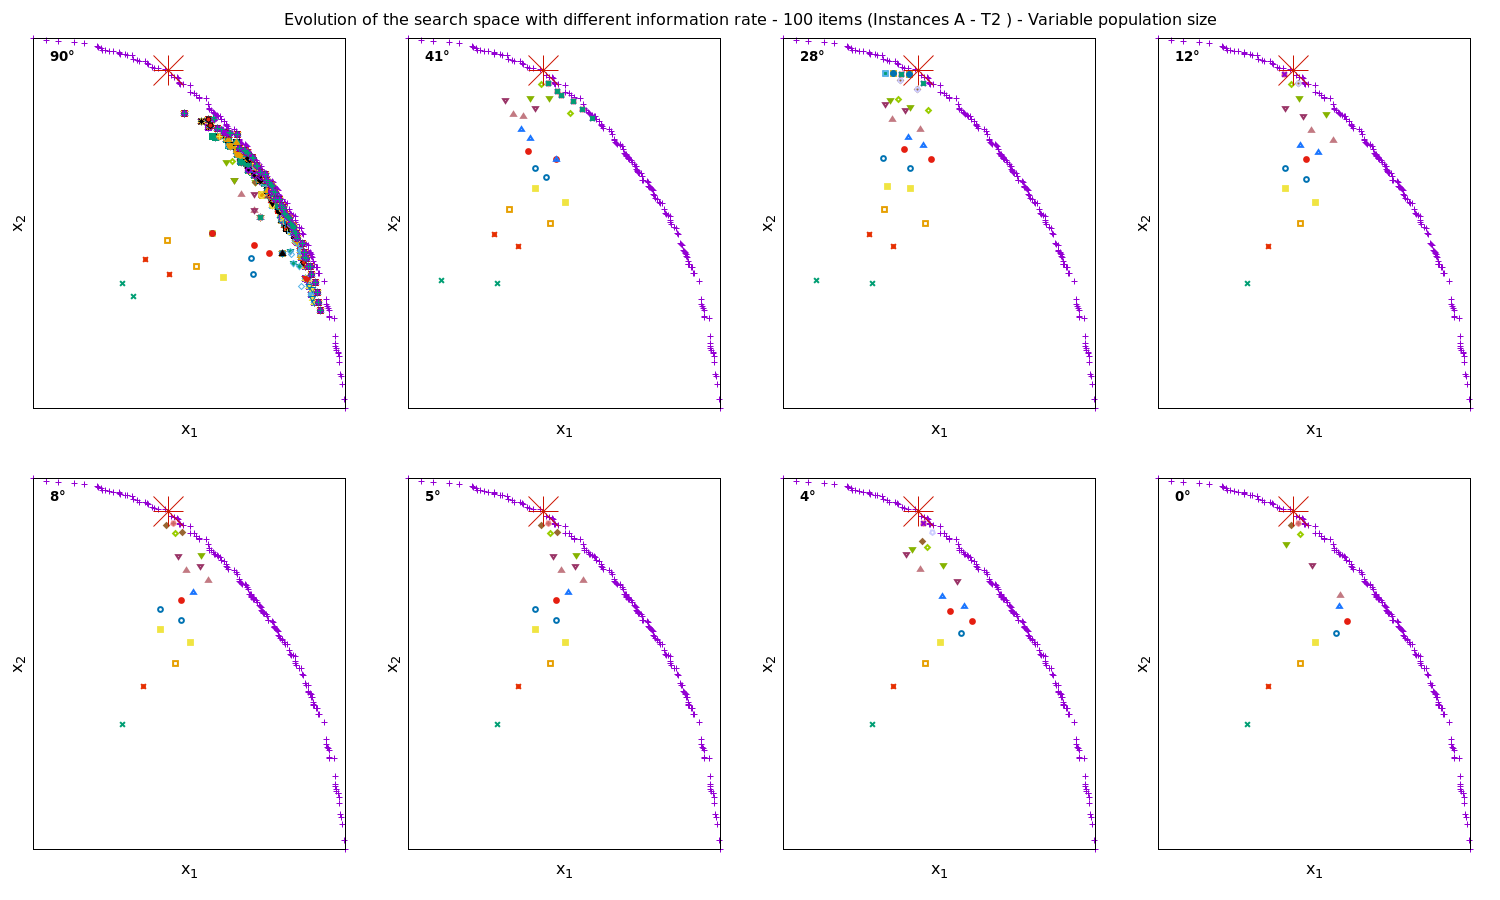 Evolution of the search space with different information rate - 100 items (Instances A - T2 ) - Variable population size
90°
41°
28°
12°
x2
x2
x2
x2
x1
x1
x1
x1
8°
5°
4°
0°
x2
x2
x2
x2
x1
x1
x1
x1